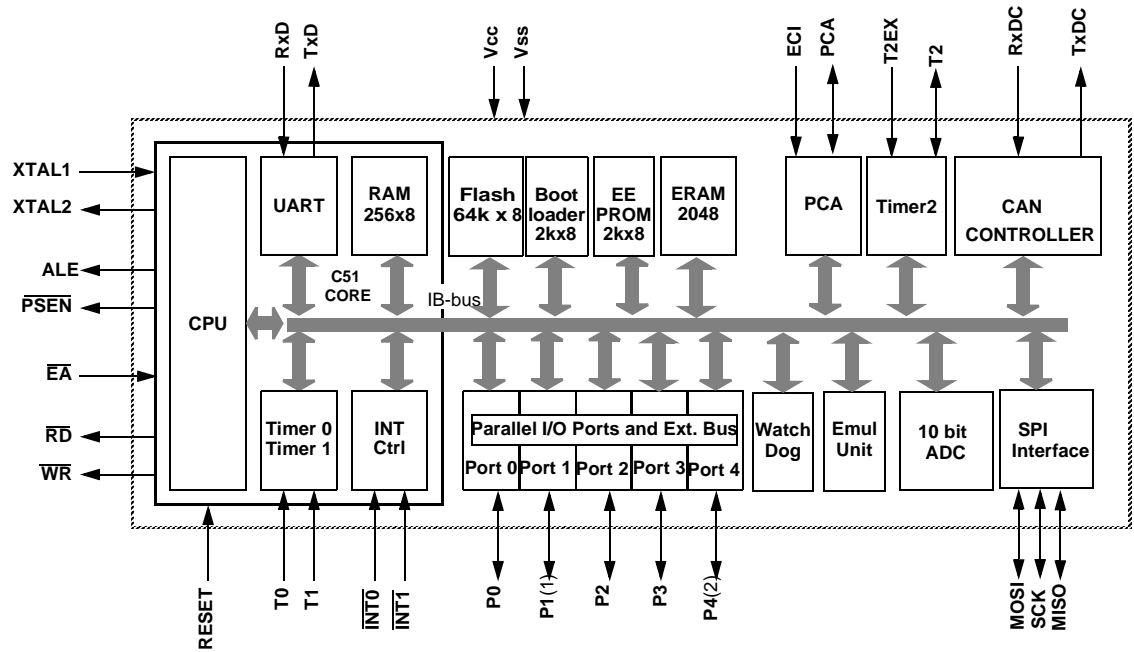 RxD
TxD
Vcc
Vss
ECI
PCA
T2EX
T2
RxDC
TxDC
XTAL1
XTAL2
ALE
PSEN
EA
RD
WR
CPU
UART
RAM
256x8
C51
CORE
IB-bus
Flash
64k x 8
Boot
loader
2kx8
EE
PROM
2kx8
ERAM
2048
PCA
Timer2
CAN
CONTROLLER
Timer 0
Timer 1
INT
Ctrl
Parallel I/O Ports and Ext. Bus
Port 0
Port 1
Port 2
Port 3
Port 4
Watch
Dog
Emul
Unit
10 bit
ADC
SPI
Interface
RESET
T0
T1
INT0
INT1
P0
P1(1)
P2
P3
P4(2)
MOSI
SCK
MISO